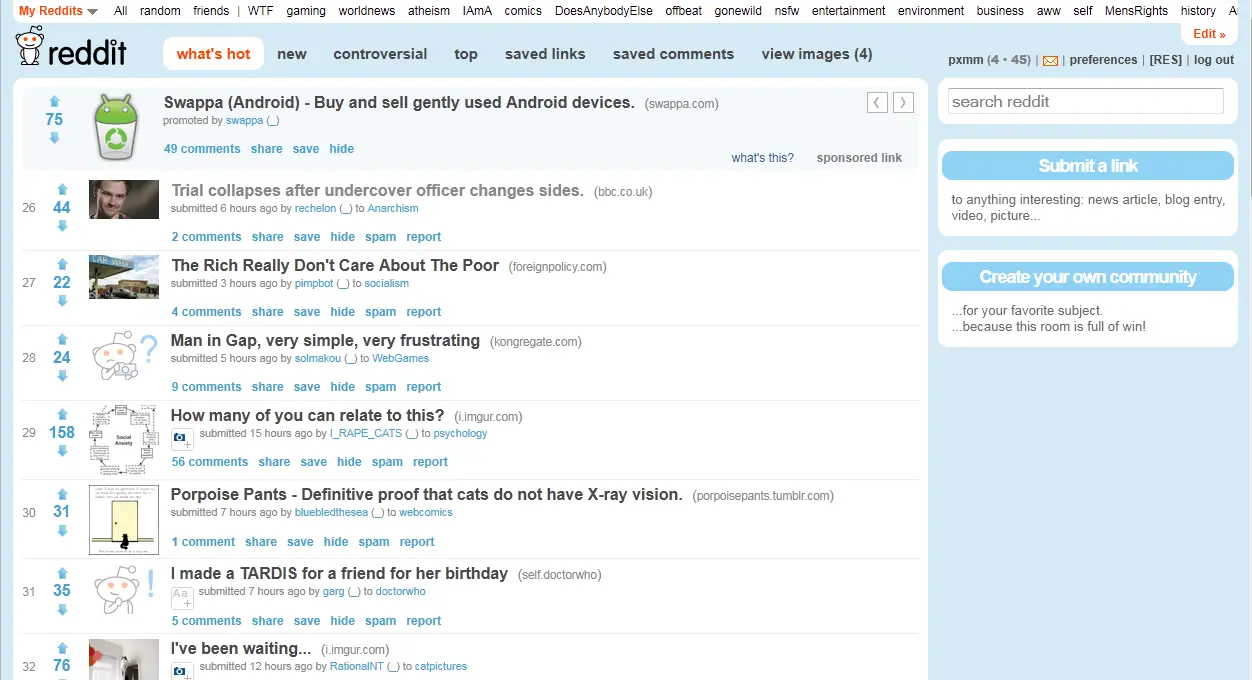 My Reddits All random friends | WTF gaming worldnews atheism IAmA comics DoesAnybodyElse offbeat gonewild nsfw entertainment environment business aww self MensRights history A
Edit »
reddit what's hot new controversial top saved links saved comments view images (4)
pxmm (4 · 45) | | preferences | [RES] | log out
75
Swappa (Android) - Buy and sell gently used Android devices. (swappa.com)
promoted by swappa (_)
49 comments share save hide
what's this? sponsored link
search reddit
Submit a link
to anything interesting: news article, blog entry,
video, picture...
Create your own community
...for your favorite subject.
...because this room is full of win!
26 44
Trial collapses after undercover officer changes sides. (bbc.co.uk)
submitted 6 hours ago by rechelon (_) to Anarchism
2 comments share save hide spam report
27 22
CAR WASH
The Rich Really Don't Care About The Poor (foreignpolicy.com)
submitted 3 hours ago by pimpbot (_) to socialism
4 comments share save hide spam report
28 24
Man in Gap, very simple, very frustrating (kongregate.com)
submitted 5 hours ago by solmakou (_) to WebGames
9 comments share save hide spam report
29 158
Social
Anxiety
How many of you can relate to this? (i.imgur.com)
submitted 15 hours ago by I_RAPE_CATS (_) to psychology
56 comments share save hide spam report
30 31
Porpoise Pants - Definitive proof that cats do not have X-ray vision. (porpoisepants.tumblr.com)
submitted 7 hours ago by bluebledthesea (_) to webcomics
1 comment share save hide spam report
31 35
I made a TARDIS for a friend for her birthday (self.doctorwho)
Aa+ submitted 7 hours ago by garg (_) to doctorwho
5 comments share save hide spam report
32 76
I've been waiting... (i.imgur.com)
submitted 12 hours ago by RationalNT (_) to catpictures